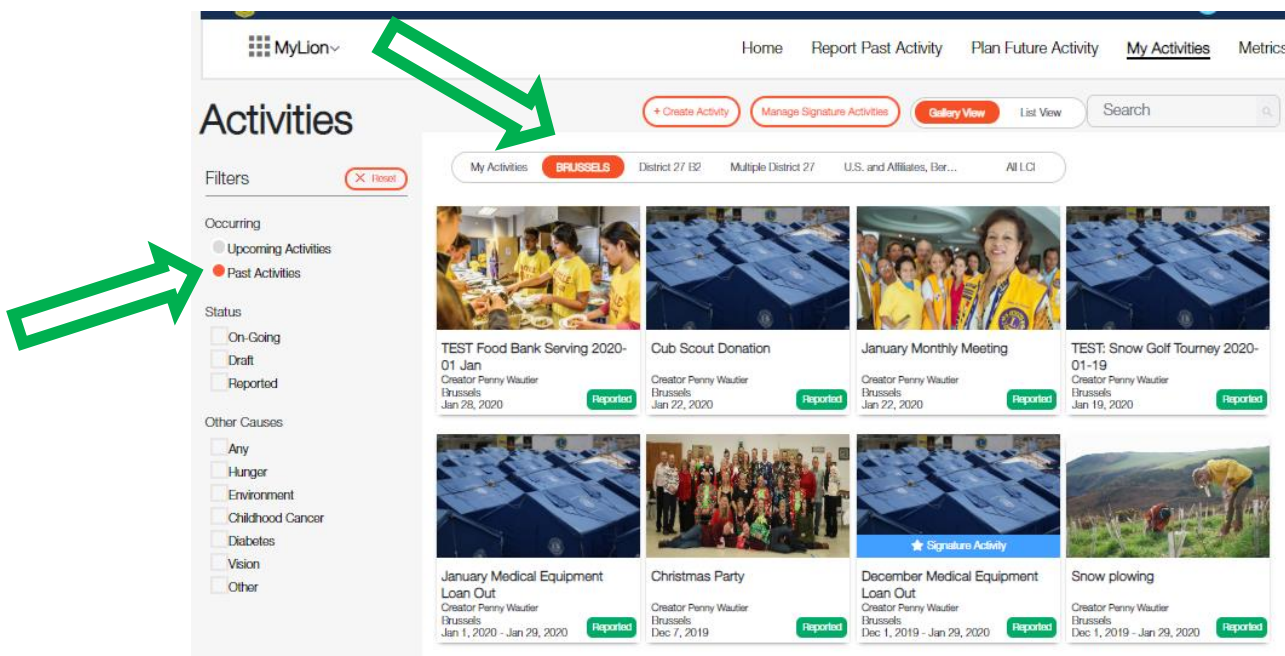 MyLion
Home Report Past Activity Plan Future Activity My Activities Metrics
Activities
+ Create Activity Manage Signature Activities Gallery View List View Search
Filters X Reset
My Activities BRUSSELS District 27 B2 Multiple District 27 U.S. and Affiliates, Ber... All LCI
Occurring
Upcoming Activities
Past Activities
Status
On-Going
Draft
Reported
Other Causes
Any
Hunger
Environment
Childhood Cancer
Diabetes
Vision
Other
TEST Food Bank Serving 2020-
01 Jan
Creator Penny Wautier
Brussels
Jan 28, 2020 Reported
Cub Scout Donation
Creator Penny Wautier
Brussels
Jan 22, 2020 Reported
January Monthly Meeting
Creator Penny Wautier
Brussels
Jan 22, 2020 Reported
TEST: Snow Golf Tourney 2020-
01-19
Creator Penny Wautier
Brussels
Jan 19, 2020 Reported
January Medical Equipment
Loan Out
Creator Penny Wautier
Brussels
Jan 1, 2020 - Jan 29, 2020 Reported
Christmas Party
Creator Penny Wautier
Brussels
Dec 7, 2019 Reported
Signature Activity
December Medical Equipment
Loan Out
Creator Penny Wautier
Brussels
Dec 1, 2019 - Jan 29, 2020 Reported
Snow plowing
Creator Penny Wautier
Brussels
Dec 1, 2019 - Jan 29, 2020 Reported